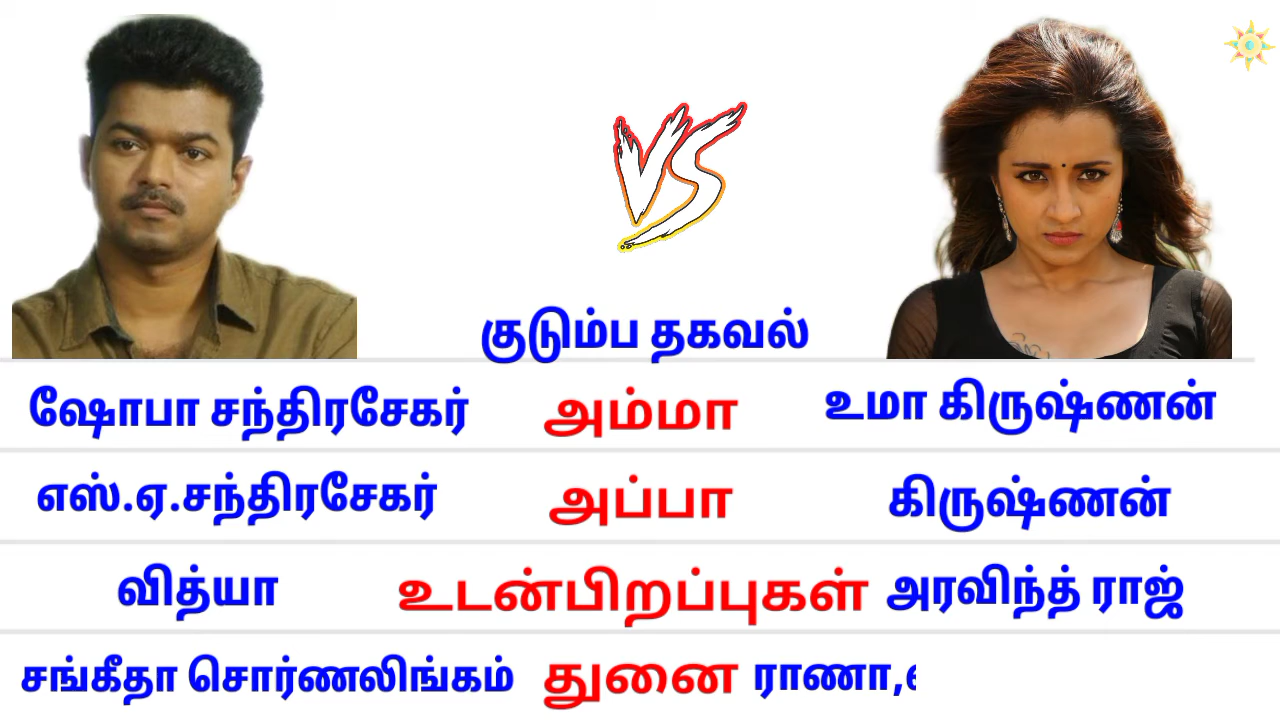 VS
குடும்ப தகவல்
ஷோபா சந்திரசேகர் அம்மா உமா கிருஷ்ணன்
எஸ்.ஏ.சந்திரசேகர் அப்பா கிருஷ்ணன்
வித்யா உடன்பிறப்புகள் அரவிந்த் ராஜ்
சங்கீதா சொர்ணலிங்கம் துனை ராணா,